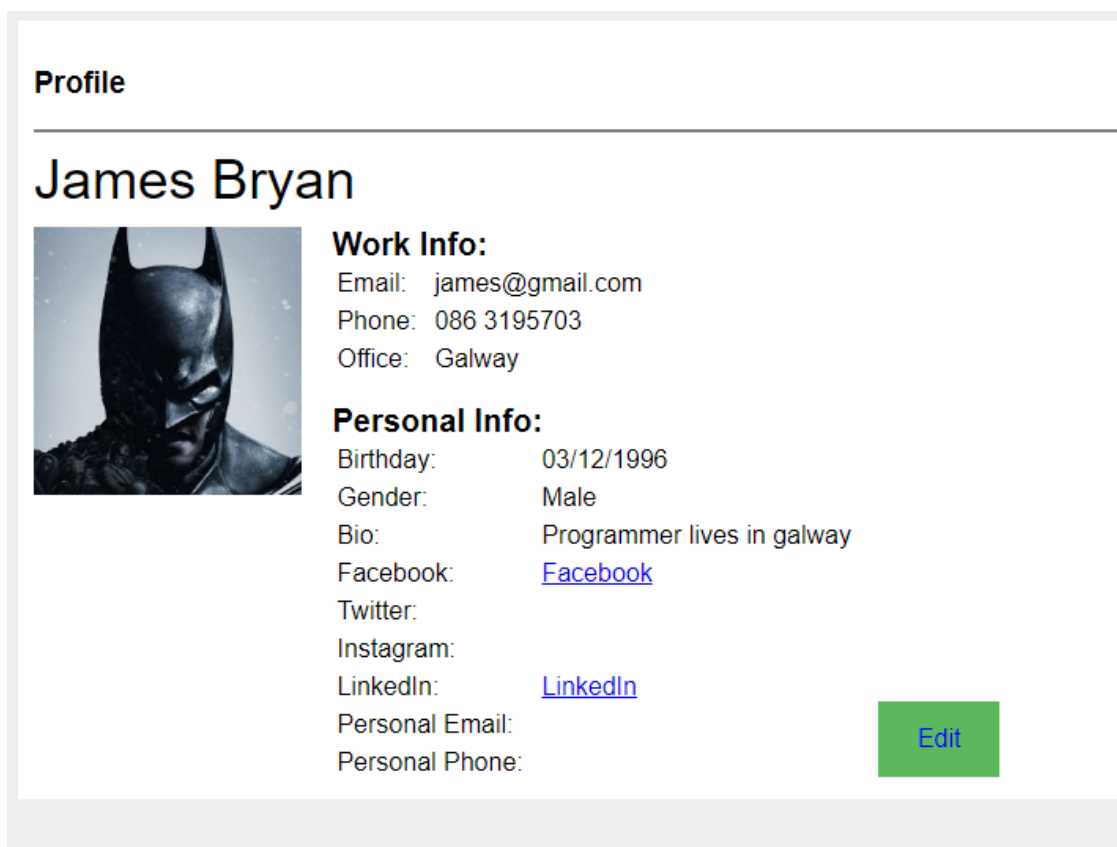 Profile
James Bryan
Work Info:
Email: james@gmail.com
Phone: 086 3195703
Office: Galway
Personal Info:
Birthday: 03/12/1996
Gender: Male
Bio: Programmer lives in galway
Facebook: Facebook
Twitter:
Instagram:
LinkedIn: LinkedIn
Personal Email:
Edit
Personal Phone: